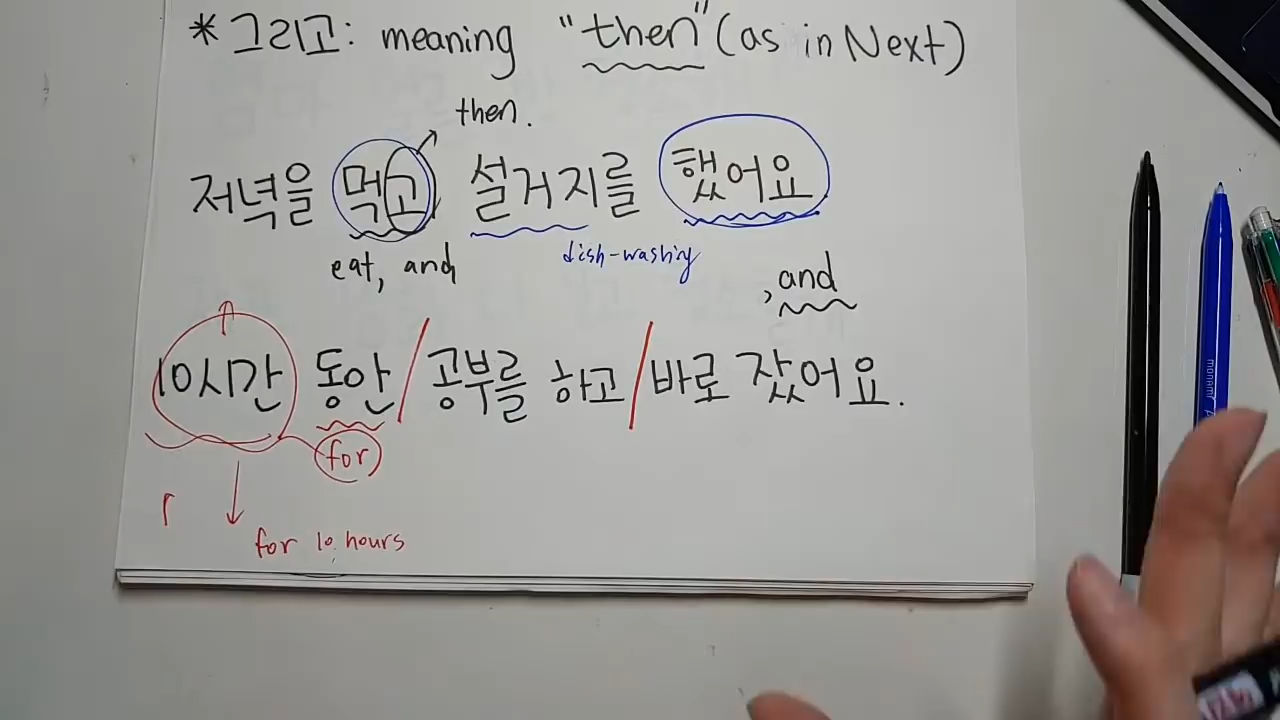 *그리고: meaning "then" (as in Next)
then.
저녁을 먹고 설거지를 했어요
eat, and
dish-washing
, and
10시간 동안/공부를 하고/바로 잤어요.
for
for 10 hours
monami